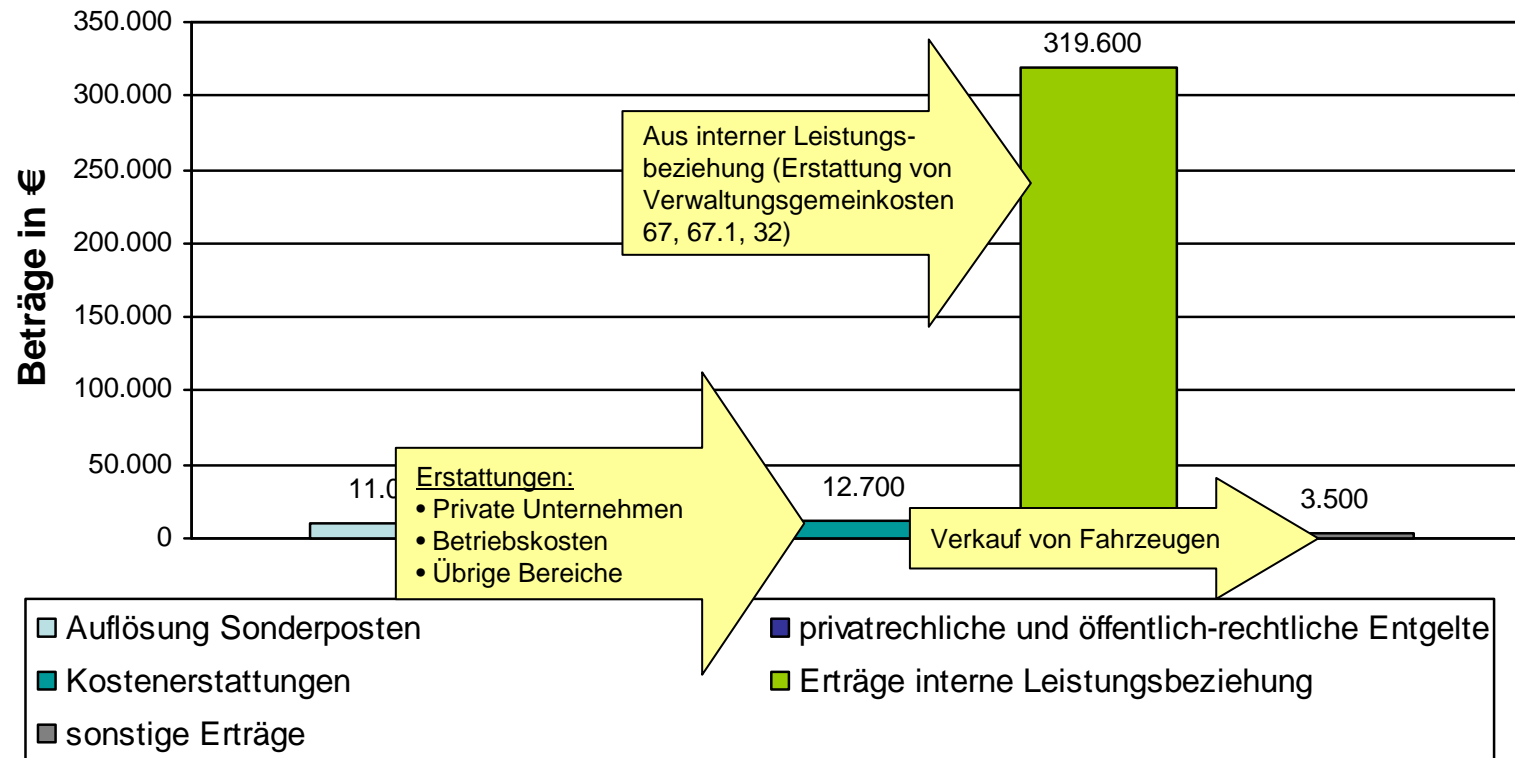 350.000
300.000
250.000
200.000
150.000
100.000
50.000
0
Beträge in €
319.600
Aus interner Leistungs-
beziehung (Erstattung von
Verwaltungsgemeinkosten
67, 67.1, 32)
11.0
Erstattungen:
• Private Unternehmen
• Betriebskosten
• Übrige Bereiche
12.700
Verkauf von Fahrzeugen
3.500
Auflösung Sonderposten
privatrechliche und öffentlich-rechtliche Entgelte
Kostenerstattungen
Erträge interne Leistungsbeziehung
sonstige Erträge